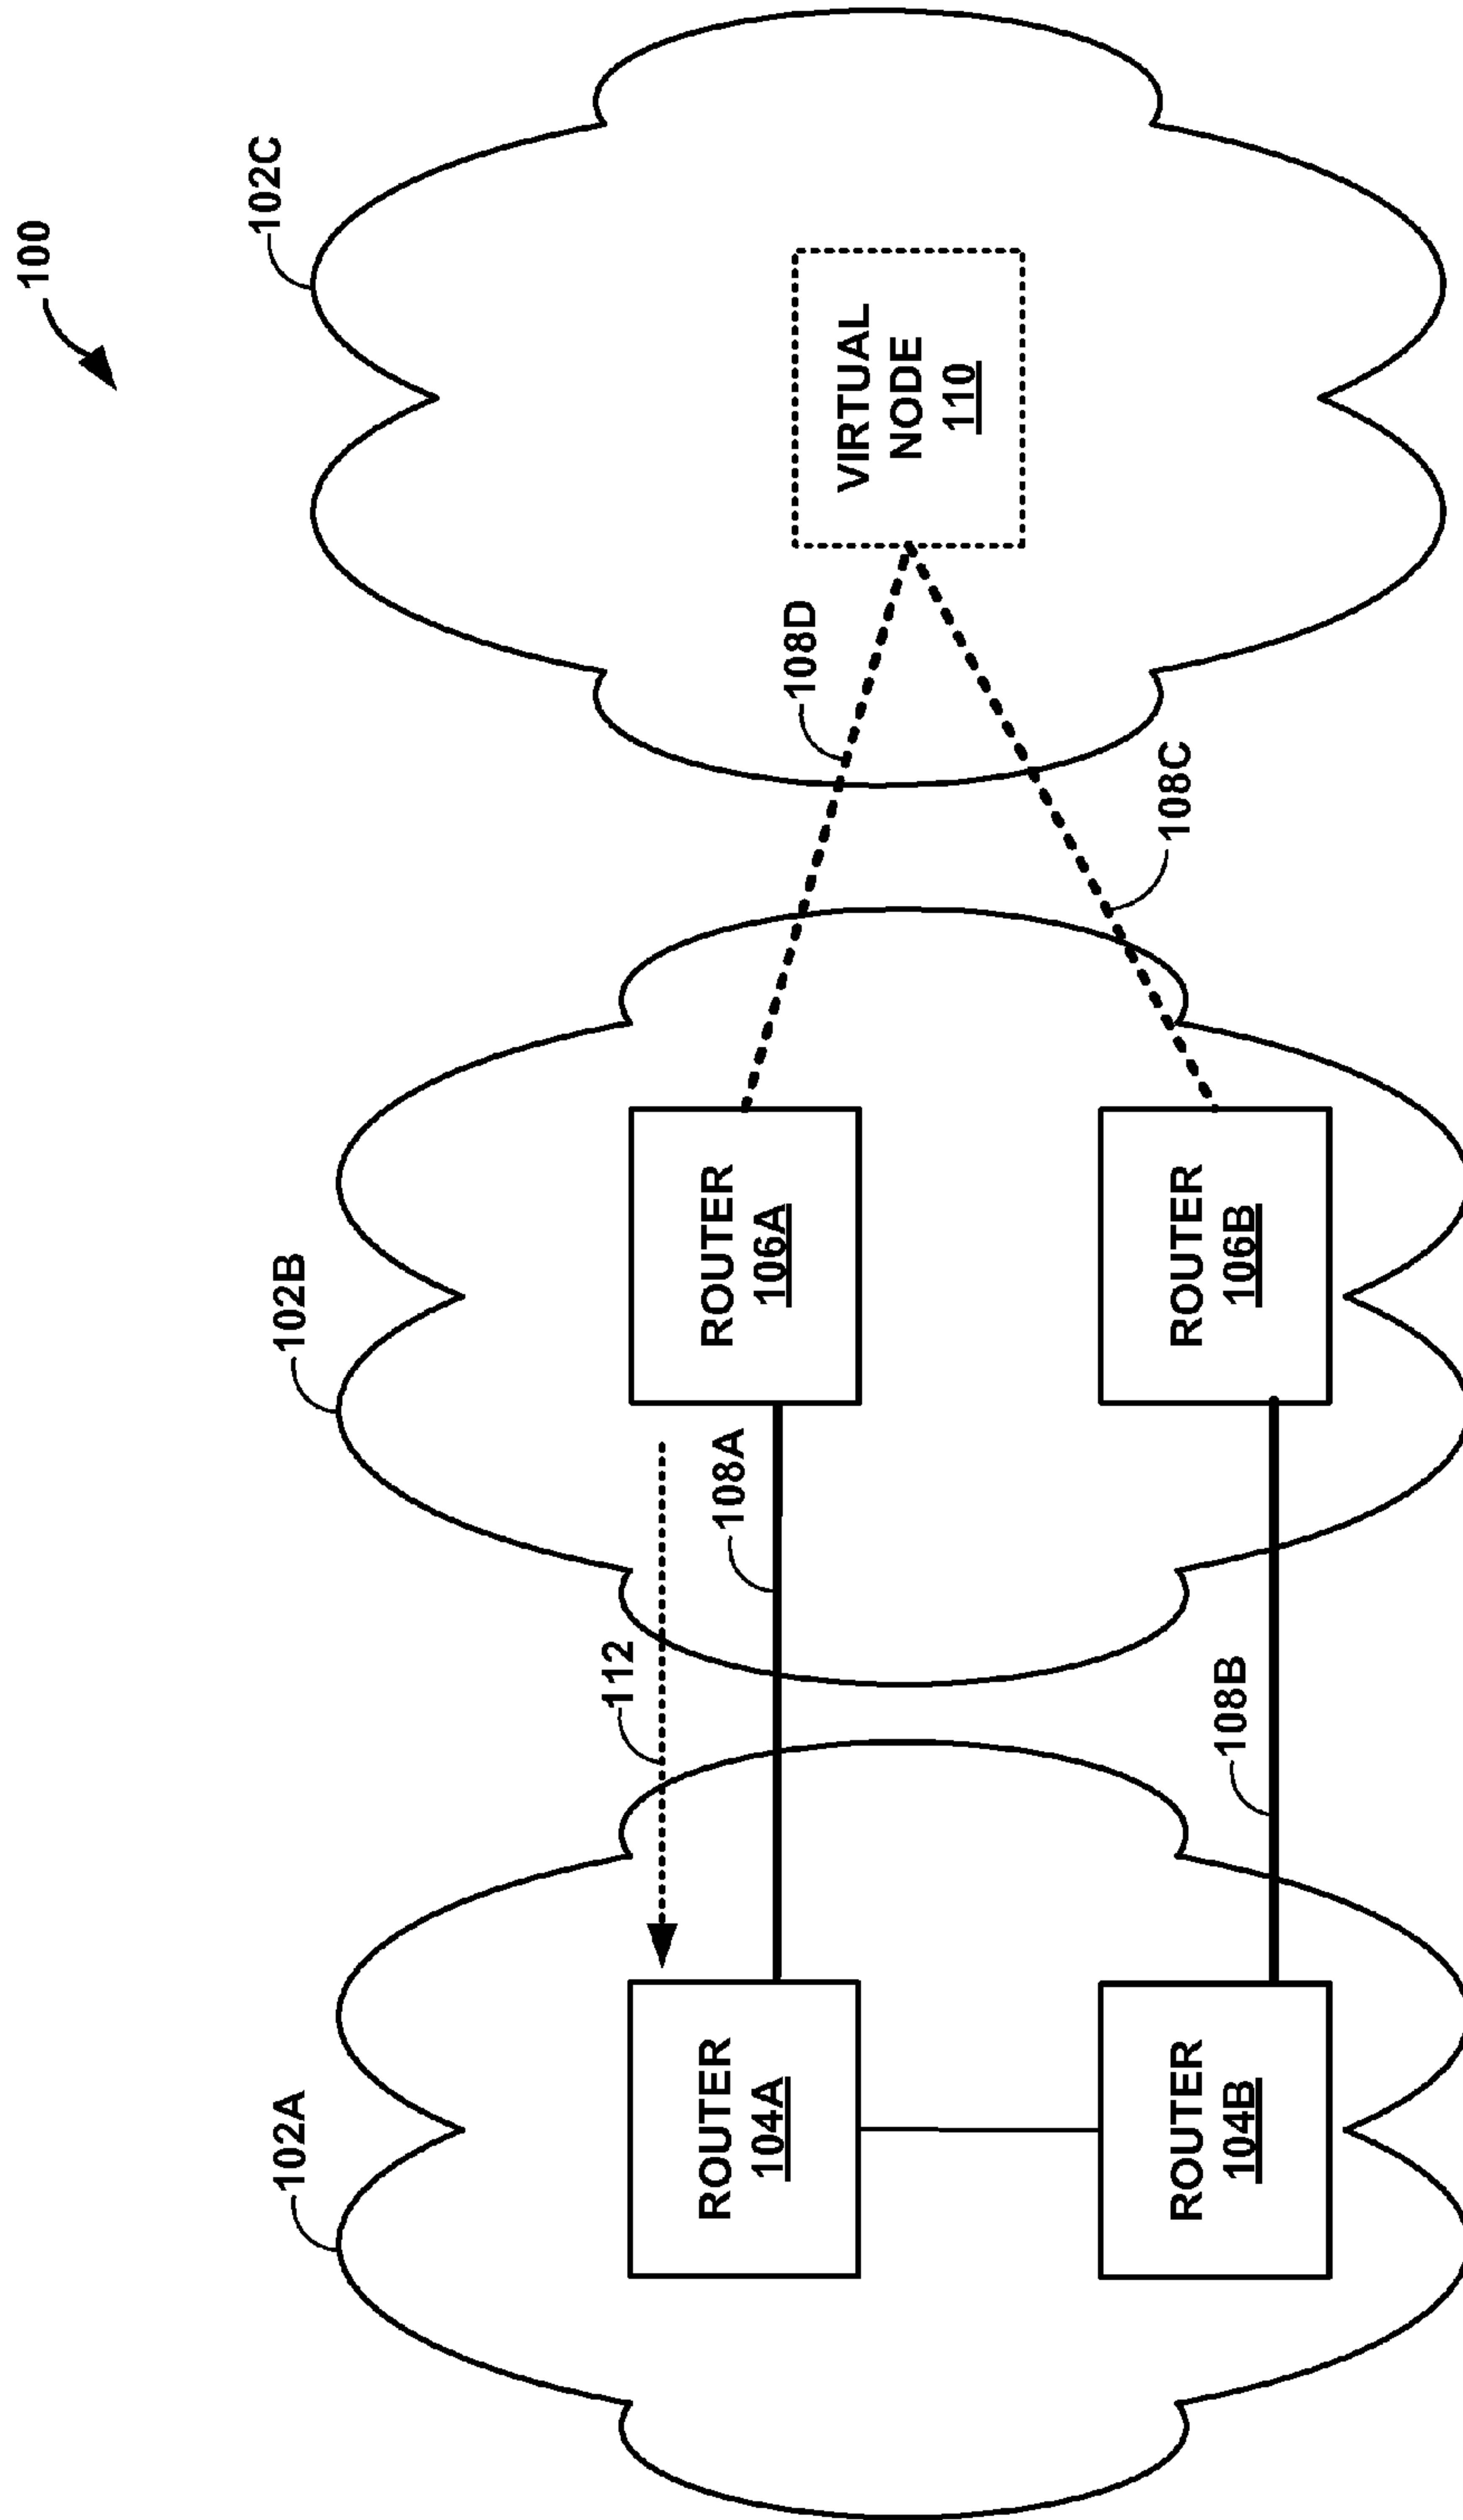 100
102A
102B
102C
112
108A
108D
ROUTER
104A
ROUTER
106A
VIRTUAL
NODE
110
108B
108C
ROUTER
104B
ROUTER
106B